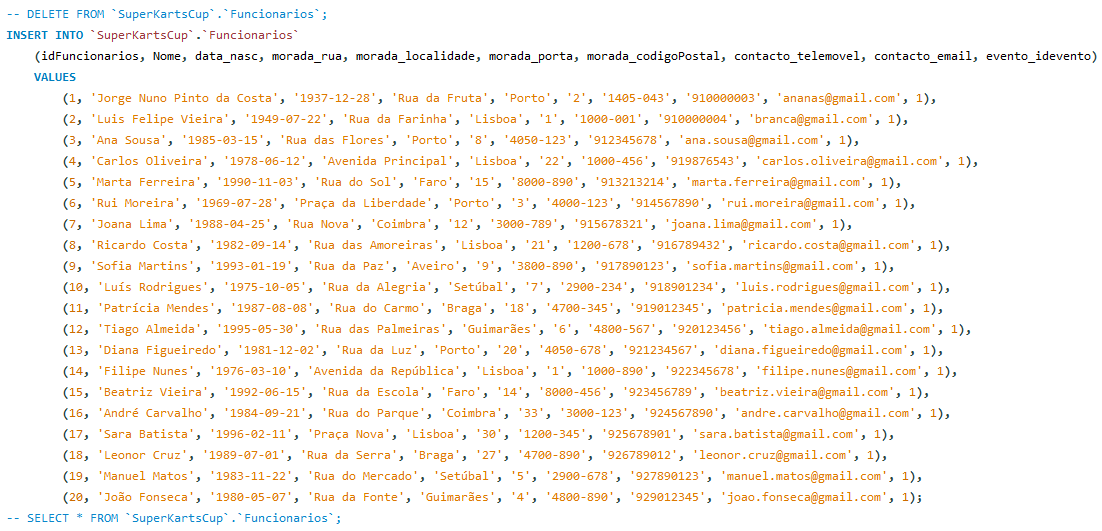 -- DELETE FROM `SuperKartsCup`.`Funcionarios`;
INSERT INTO `SuperKartsCup`.`Funcionarios`
(idFuncionarios, Nome, data_nasc, morada_rua, morada_localidade, morada_porta, morada_codigoPostal, contacto_telemovel, contacto_email, evento_idevento)
VALUES
(1, 'Jorge Nuno Pinto da Costa', '1937-12-28', 'Rua da Fruta', 'Porto', '2', '1405-043', '910000003', 'ananas@gmail.com', 1),
(2, 'Luis Felipe Vieira', '1949-07-22', 'Rua da Farinha', 'Lisboa', '1', '1000-001', '910000004', 'branca@gmail.com', 1),
(3, 'Ana Sousa', '1985-03-15', 'Rua das Flores', 'Porto', '8', '4050-123', '912345678', 'ana.sousa@gmail.com', 1),
(4, 'Carlos Oliveira', '1978-06-12', 'Avenida Principal', 'Lisboa', '22', '1000-456', '919876543', 'carlos.oliveira@gmail.com', 1),
(5, 'Marta Ferreira', '1990-11-03', 'Rua do Sol', 'Faro', '15', '8000-890', '913213214', 'marta.ferreira@gmail.com', 1),
(6, 'Rui Moreira', '1969-07-28', 'Praça da Liberdade', 'Porto', '3', '4000-123', '914567890', 'rui.moreira@gmail.com', 1),
(7, 'Joana Lima', '1988-04-25', 'Rua Nova', 'Coimbra', '12', '3000-789', '915678321', 'joana.lima@gmail.com', 1),
(8, 'Ricardo Costa', '1982-09-14', 'Rua das Amoreiras', 'Lisboa', '21', '1200-678', '916789432', 'ricardo.costa@gmail.com', 1),
(9, 'Sofia Martins', '1993-01-19', 'Rua da Paz', 'Aveiro', '9', '3800-890', '917890123', 'sofia.martins@gmail.com', 1),
(10, 'Luís Rodrigues', '1975-10-05', 'Rua da Alegria', 'Setúbal', '7', '2900-234', '918901234', 'luis.rodrigues@gmail.com', 1),
(11, 'Patrícia Mendes', '1987-08-08', 'Rua do Carmo', 'Braga', '18', '4700-345', '919012345', 'patricia.mendes@gmail.com', 1),
(12, 'Tiago Almeida', '1995-05-30', 'Rua das Palmeiras', 'Guimarães', '6', '4800-567', '920123456', 'tiago.almeida@gmail.com', 1),
(13, 'Diana Figueiredo', '1981-12-02', 'Rua da Luz', 'Porto', '20', '4050-678', '921234567', 'diana.figueiredo@gmail.com', 1),
(14, 'Filipe Nunes', '1976-03-10', 'Avenida da República', 'Lisboa', '1', '1000-890', '922345678', 'filipe.nunes@gmail.com', 1),
(15, 'Beatriz Vieira', '1992-06-15', 'Rua da Escola', 'Faro', '14', '8000-456', '923456789', 'beatriz.vieira@gmail.com', 1),
(16, 'André Carvalho', '1984-09-21', 'Rua do Parque', 'Coimbra', '33', '3000-123', '924567890', 'andre.carvalho@gmail.com', 1),
(17, 'Sara Batista', '1996-02-11', 'Praça Nova', 'Lisboa', '30', '1200-345', '925678901', 'sara.batista@gmail.com', 1),
(18, 'Leonor Cruz', '1989-07-01', 'Rua da Serra', 'Braga', '27', '4700-890', '926789012', 'leonor.cruz@gmail.com', 1),
(19, 'Manuel Matos', '1983-11-22', 'Rua do Mercado', 'Setúbal', '5', '2900-678', '927890123', 'manuel.matos@gmail.com', 1),
(20, 'João Fonseca', '1980-05-07', 'Rua da Fonte', 'Guimarães', '4', '4800-890', '929012345', 'joao.fonseca@gmail.com', 1);
-- SELECT * FROM `SuperKartsCup`.`Funcionarios`;